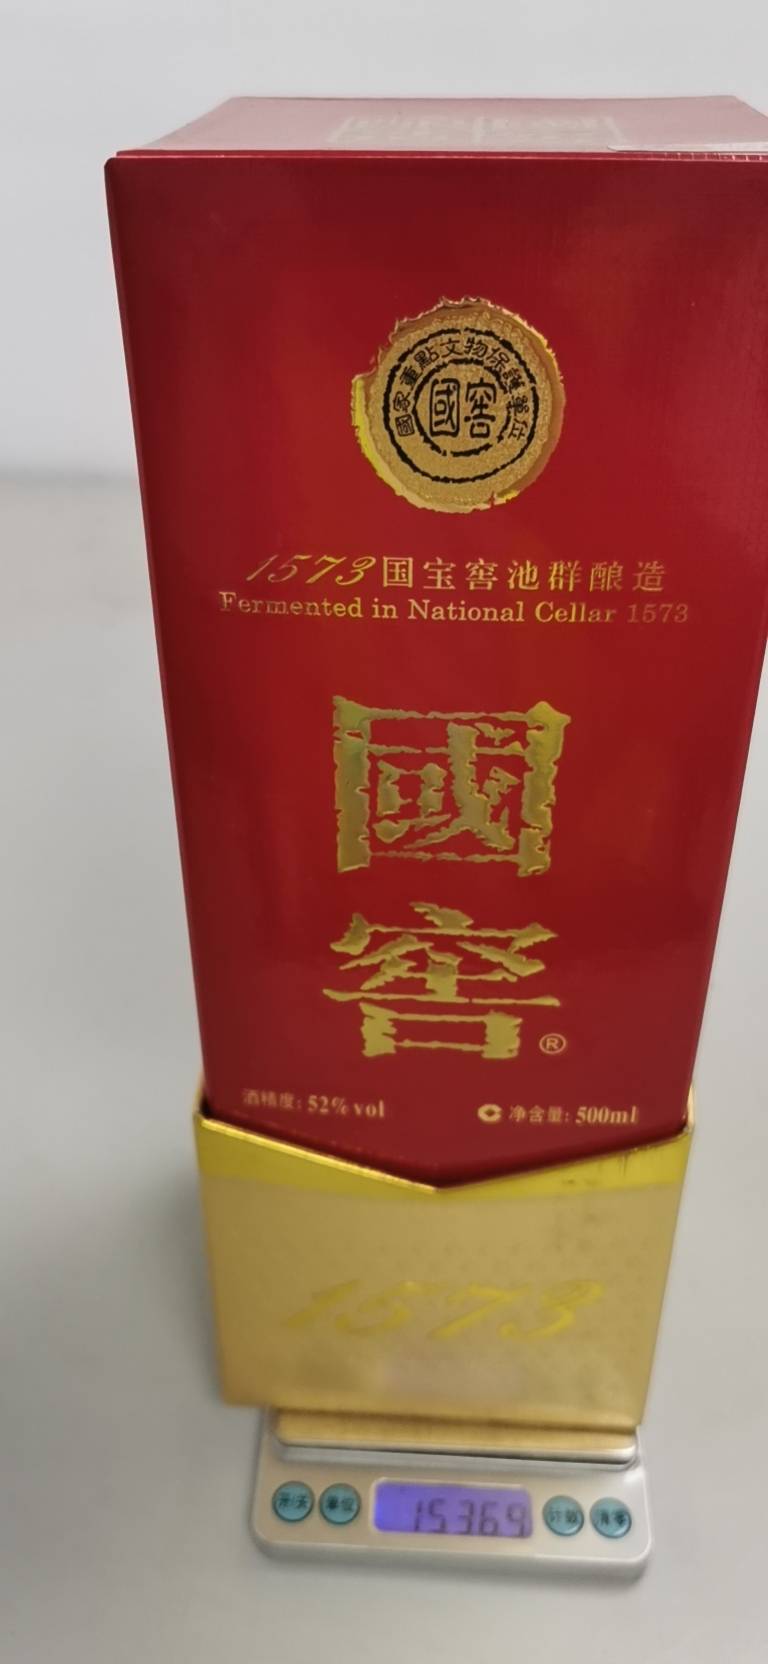 國家重點文物保護單位
國窖
1573国宝窖池群酿造
Fermented in National Cellar 1573
國
窖®
酒精度: 52%vol
净含量: 500ml
1573
开/关
单位
1536.9
计数
清零